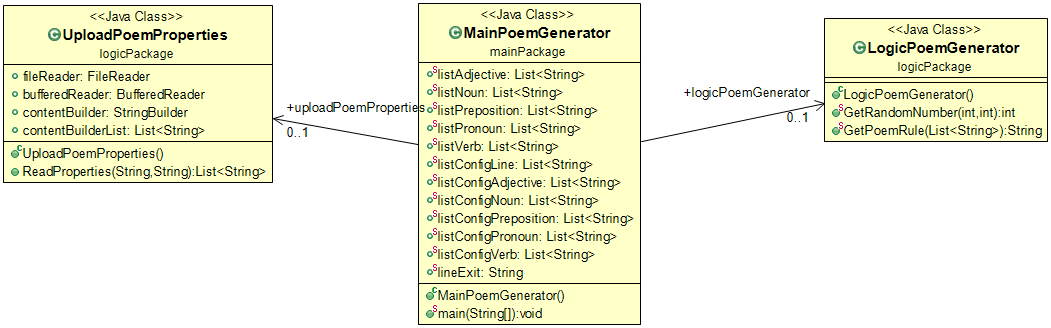 <<Java Class>>
UploadPoemProperties
logicPackage
fileReader: FileReader
bufferedReader: BufferedReader
contentBuilder: StringBuilder
contentBuilderList: List<String>
UploadPoemProperties()
ReadProperties(String,String):List<String>
+uploadPoemProperties
0..1
<<Java Class>>
MainPoemGenerator
mainPackage
listAdjective: List<String>
listNoun: List<String>
listPreposition: List<String>
listPronoun: List<String>
listVerb: List<String>
listConfigLine: List<String>
listConfigAdjective: List<String>
listConfigNoun: List<String>
listConfigPreposition: List<String>
listConfigPronoun: List<String>
listConfigVerb: List<String>
lineExit: String
MainPoemGenerator()
main(String[]):void
+logicPoemGenerator
0..1
<<Java Class>>
LogicPoemGenerator
logicPackage
LogicPoemGenerator()
GetRandomNumber(int,int):int
GetPoemRule(List<String>):String